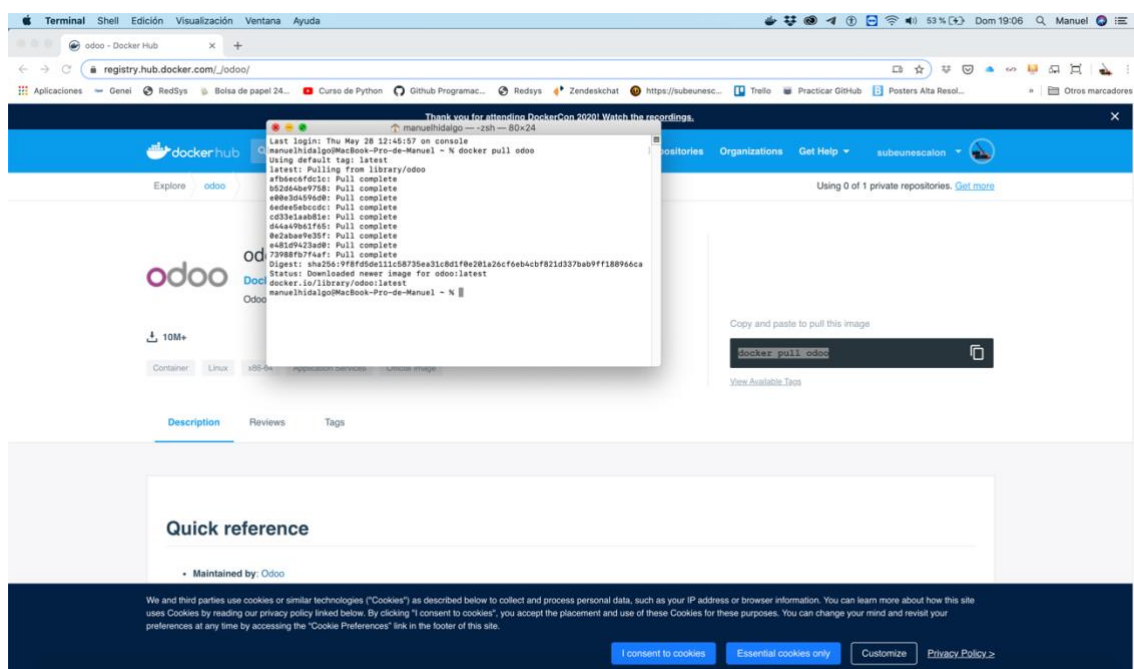 Terminal Shell Edición Visualización Ventana Ayuda 53 % Dom 19:06 Manuel
odoo - Docker Hub
registry.hub.docker.com/_/odoo/
Aplicaciones Genei RedSys Bolsa de papel 24... Curso de Python Github Programac... Redsys Zendeskchat https://subeunesc... Trello Practicar GitHub Posters Alta Resol... » Otros marcadores
Thank you for attending DockerCon 2020! Watch the recordings.
manuelhidalgo — -zsh — 80×24
Last login: Thu May 28 12:45:57 on console
manuelhidalgo@MacBook-Pro-de-Manuel ~ % docker pull odoo
Using default tag: latest
latest: Pulling from library/odoo
afb6ec6fdc1c: Pull complete
b52d64be9758: Pull complete
e00e3d4596d0: Pull complete
6edee5ebccdc: Pull complete
cd33e1aab81e: Pull complete
d44a49b61f65: Pull complete
0e2abae9e35f: Pull complete
e481d9423ad0: Pull complete
73988fb7f4af: Pull complete
Digest: sha256:9f8fd5de111c58735ea31c8d1f0e201a26cf6eb4cbf821d337bab9ff188966ca
Status: Downloaded newer image for odoo:latest
docker.io/library/odoo:latest
manuelhidalgo@MacBook-Pro-de-Manuel ~ %
docker hub
Organizations Get Help subeunescalon
Explore odoo
Using 0 of 1 private repositories. Get more
odoo
Odoo
10M+
Container Linux x86-64 Application Services Official Image
Copy and paste to pull this image
docker pull odoo
View Available Tags
Description Reviews Tags
Quick reference
• Maintained by: Odoo
We and third parties use cookies or similar technologies ("Cookies") as described below to collect and process personal data, such as your IP address or browser information. You can learn more about how this site
uses Cookies by reading our privacy policy linked below. By clicking "I consent to cookies", you accept the placement and use of these Cookies for these purposes. You can change your mind and revisit your
preferences at any time by accessing the "Cookie Preferences" link in the footer of this site.
I consent to cookies Essential cookies only Customize Privacy Policy >